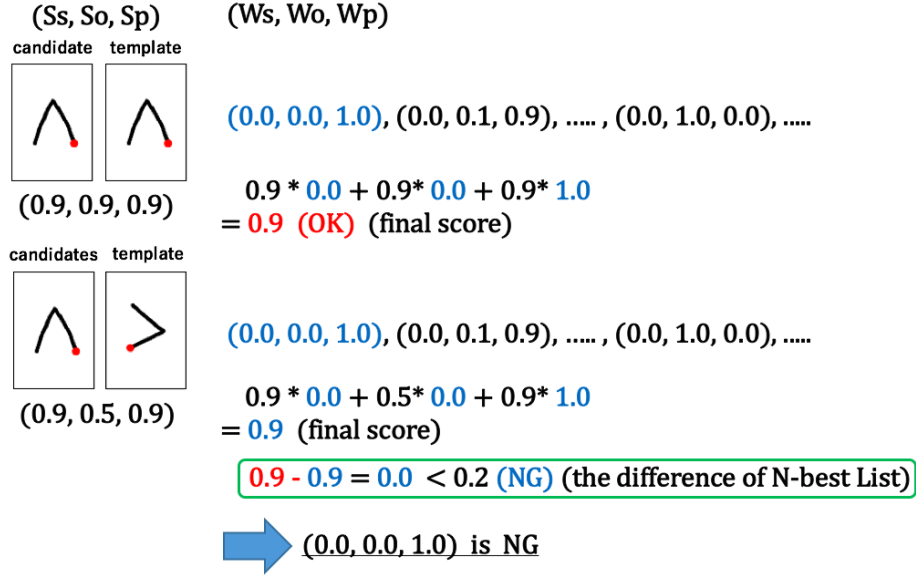 (Ss, So, Sp) (Ws, Wo, Wp)
candidate template
(0.0, 0.0, 1.0), (0.0, 0.1, 0.9), ..... , (0.0, 1.0, 0.0), .....
0.9 * 0.0 + 0.9* 0.0 + 0.9* 1.0
(0.9, 0.9, 0.9)
= 0.9 (OK) (final score)
candidates template
(0.0, 0.0, 1.0), (0.0, 0.1, 0.9), ..... , (0.0, 1.0, 0.0), .....
0.9 * 0.0 + 0.5* 0.0 + 0.9* 1.0
(0.9, 0.5, 0.9)
= 0.9 (final score)
0.9 - 0.9 = 0.0 < 0.2 (NG) (the difference of N-best List)
(0.0, 0.0, 1.0) is NG